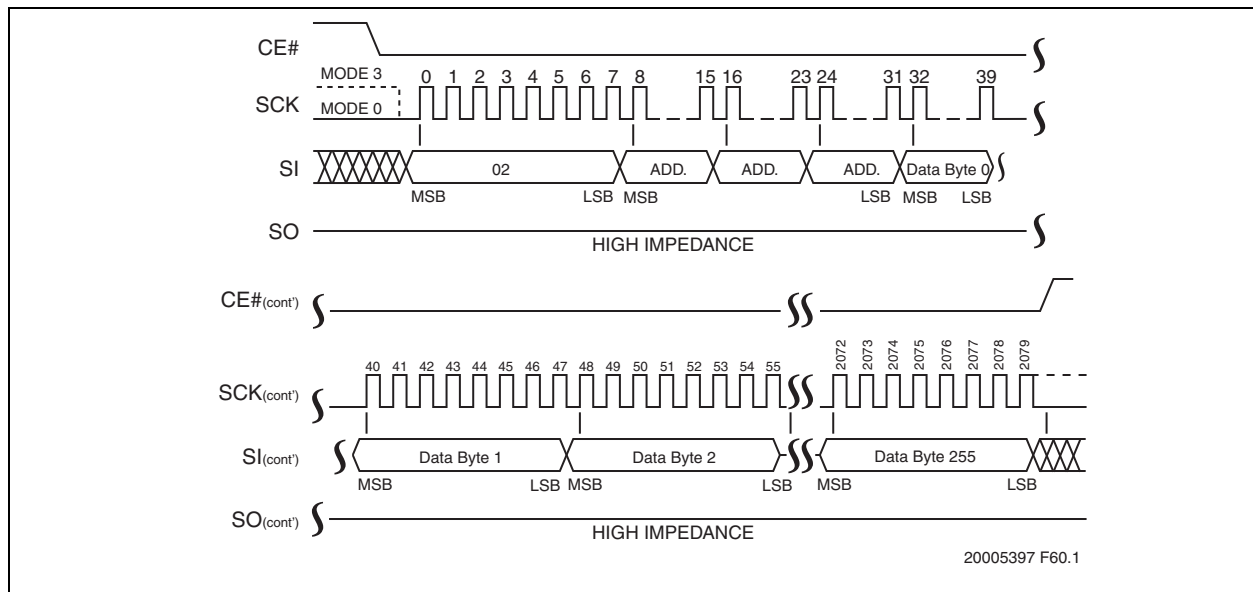 CE#
MODE 3
SCK
MODE 0
0 1 2 3 4 5 6 7 8 15 16 23 24 31 32 39
SI
02 ADD. ADD. ADD. Data Byte 0
MSB LSB MSB LSB MSB LSB
SO
HIGH IMPEDANCE
CE#(cont')
40 41 42 43 44 45 46 47 48 49 50 51 52 53 54 55 2072 2073 2074 2075 2076 2077 2078 2079
SCK(cont')
SI(cont')
Data Byte 1 Data Byte 2 Data Byte 255
MSB LSB MSB LSB MSB LSB
SO(cont')
HIGH IMPEDANCE
20005397 F60.1